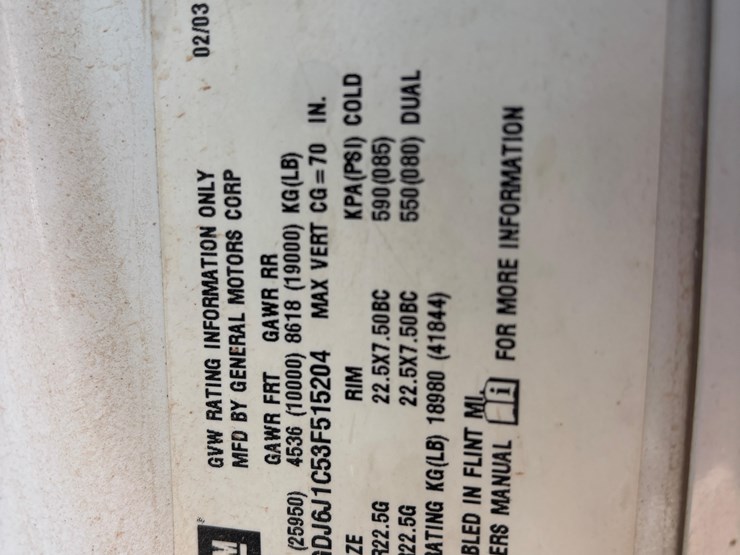 GVW RATING INFORMATION ONLY 02/03
M
MFD BY GENERAL MOTORS CORP
GAWR FRT GAWR RR
(25950) 4536 (10000) 8618 (19000) KG(LB)
GDJ6J1C53F515204 MAX VERT CG=70 IN.
ZE RIM KPA(PSI) COLD
R22.5G 22.5X7.50BC 590(085)
R22.5G 22.5X7.50BC 550(080) DUAL
RATING KG(LB) 18980 (41844)
BLED IN FLINT MI.
ERS MANUAL i FOR MORE INFORMATION